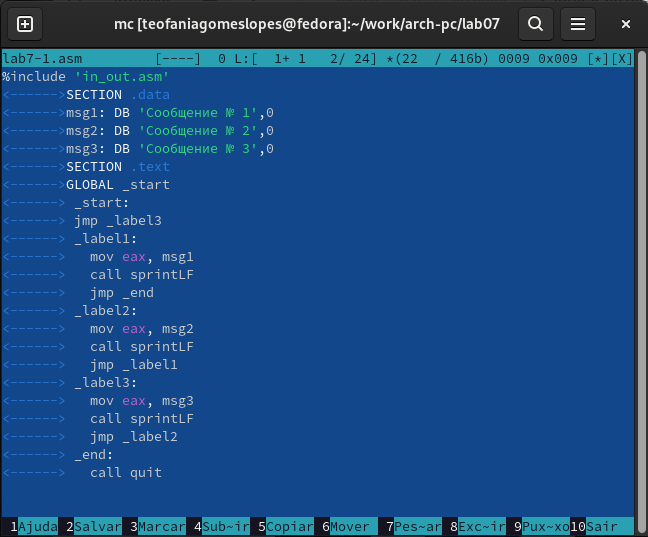 mc [teofaniagomeslopes@fedora]:~/work/arch-pc/lab07
lab7-1.asm [----] 0 L:[ 1+ 1 2/ 24] *(22 / 416b) 0009 0x009 [*][X]
%include 'in_out.asm'
<------>SECTION .data
<------>msg1: DB 'Сообщение № 1',0
<------>msg2: DB 'Сообщение № 2',0
<------>msg3: DB 'Сообщение № 3',0
<------>SECTION .text
<------>GLOBAL _start
<------> _start:
<------> jmp _label3
<------> _label1:
<------>   mov eax, msg1
<------>   call sprintLF
<------>   jmp _end
<------> _label2:
<------>   mov eax, msg2
<------>   call sprintLF
<------>   jmp _label1
<------> _label3:
<------>   mov eax, msg3
<------>   call sprintLF
<------>   jmp _label2
<------> _end:
<------>   call quit
1Ajuda 2Salvar 3Marcar 4Sub~ir 5Copiar 6Mover 7Pes~ar 8Exc~ir 9Pux~xo 10Sair